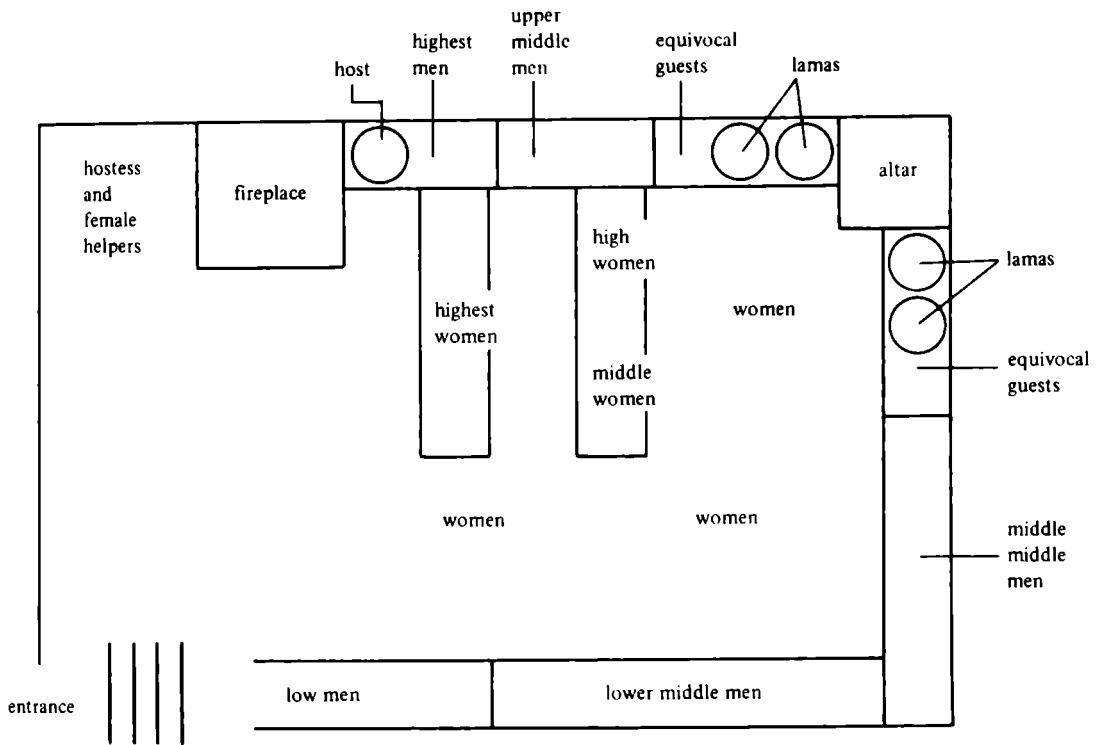 upper
middle
men
highest
men
equivocal
guests
lamas
host
hostess
and
female
helpers
fireplace
altar
high
women
lamas
highest
women
women
middle
women
equivocal
guests
women
women
middle
middle
men
entrance
low men
lower middle men